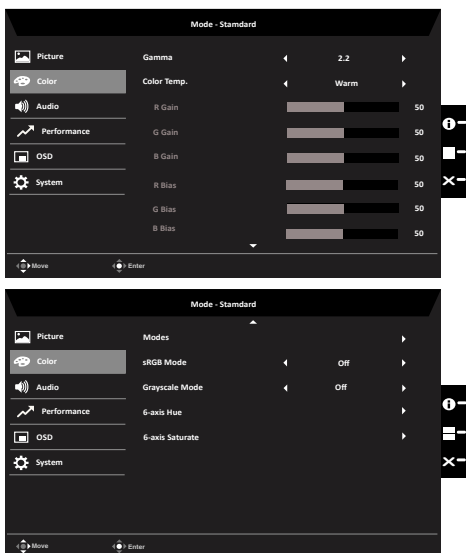 Mode - Stamdard
Picture
Gamma 2.2
Color
Color Temp. Warm
Audio
R Gain 50
Performance
G Gain 50
OSD
B Gain 50
System
R Bias 50
G Bias 50
B Bias 50
Move Enter
Mode - Standard
Picture
Modes
Color
sRGB Mode Off
Audio
Grayscale Mode Off
Performance
6-axis Hue
OSD
6-axis Saturate
System
Move Enter